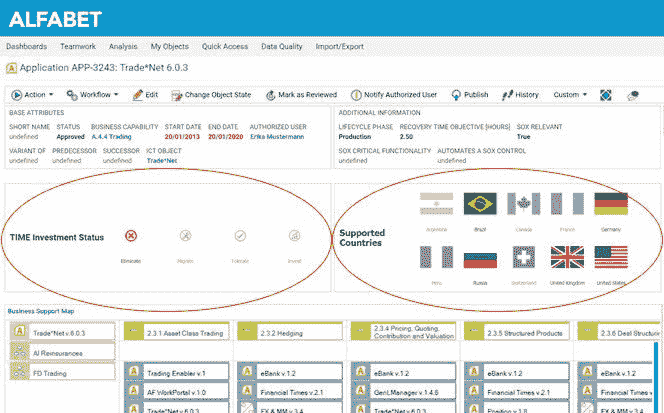 ALFABET
Dashboards Teamwork Analysis My Objects Quick Access Data Quality Import/Export
Application APP-3243: Trade*Net 6.0.3
Action Workflow Edit Change Object State Mark as Reviewed Notify Authorized User Publish History Custom
BASE ATTRIBUTES
SHORT NAME STATUS BUSINESS CAPABILITY START DATE END DATE AUTHORIZED USER
undefined Approved A.4.4 Trading 20/01/2013 20/01/2020 Erika Mustermann
VARIANT OF PREDECESSOR SUCCESSOR ICT OBJECT
undefined undefined undefined Trade*Net
ADDITIONAL INFORMATION
LIFECYCLE PHASE RECOVERY TIME OBJECTIVE [HOURS] SOX RELEVANT
Production 2.50 True
SOX CRITICAL FUNCTIONALITY AUTOMATES A SOX CONTROL
undefined undefined
TIME Investment Status
Eliminate Migrate Tolerate Invest
Supported
Countries
Argentina Brazil Canada France Germany
Peru Russia Switzerland United Kingdom United States
Business Support Map
Trade*Net v.6.0.3 2.3.1 Asset Class Trading 2.3.2 Hedging 2.3.4 Pricing, Quoting,
Contribution and Valuation 2.3.5 Structured Products 2.3.6 Deal Structure
AI Reinsurances
FD Trading Trading Enabler v.1 eBank v.1.2 eBank v.1.2 eBank v.1.2 eBank v.1.2
AF WorkPortal v.1.0 Financial Times v.2.1 GenLManager v.1.4.6 Financial Times v.2.1 Financial Times v.2
Trade*Net v.6.0.3 FX & MM v.3.4 Trade*Net v.6.0.3 Position v.1.8 FX & MM v.3.4